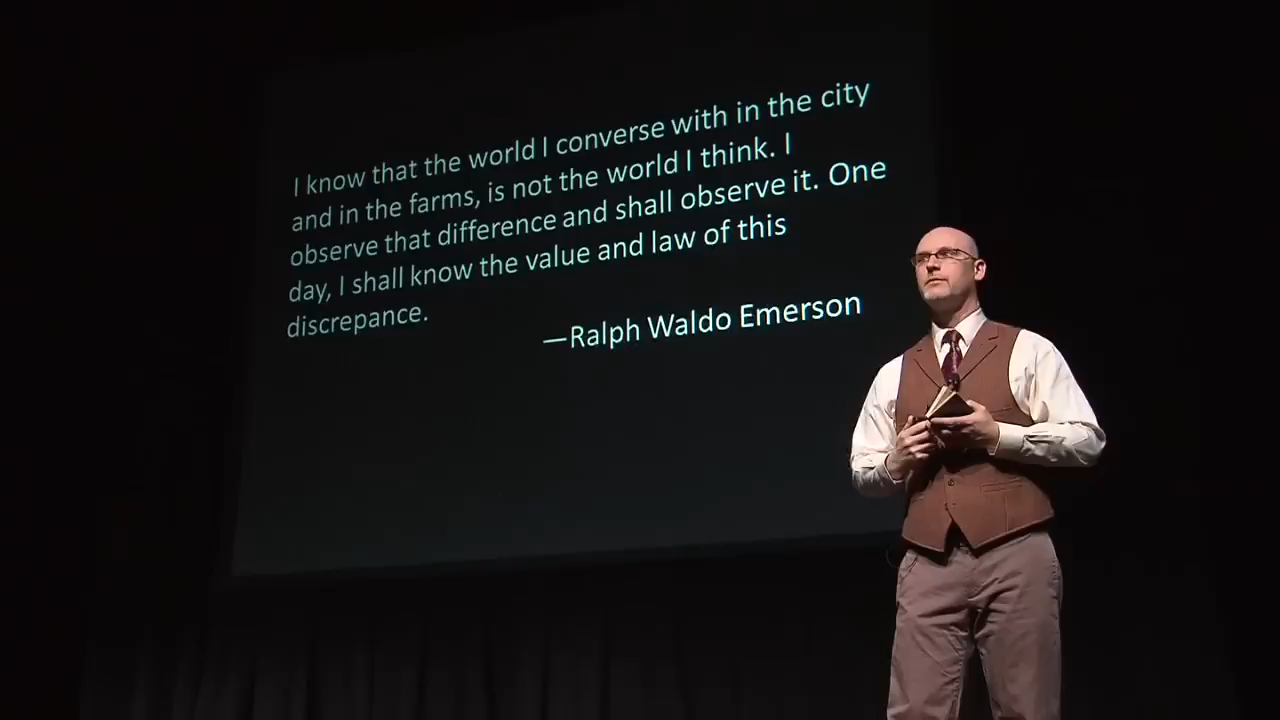 I know that the world I converse with in the city
and in the farms, is not the world I think. I
observe that difference and shall observe it. One
day, I shall know the value and law of this
discrepance.
—Ralph Waldo Emerson